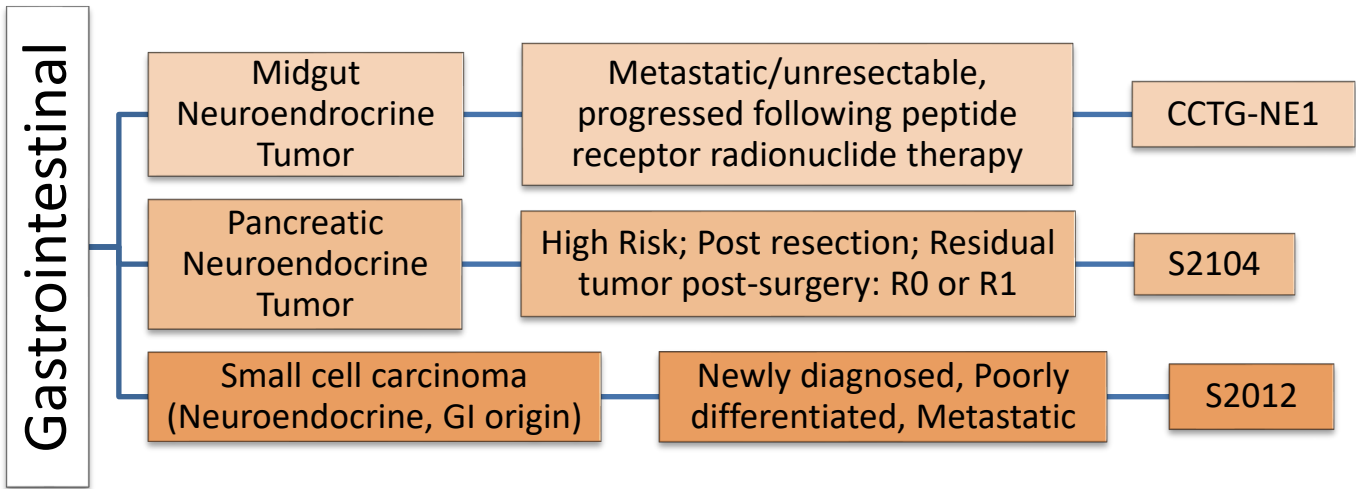 Gastrointestinal
Midgut
Neuroendrocrine
Tumor
Metastatic/unresectable,
progressed following peptide
receptor radionuclide therapy
CCTG-NE1
Pancreatic
Neuroendocrine
Tumor
High Risk; Post resection; Residual
tumor post-surgery: R0 or R1
S2104
Small cell carcinoma
(Neuroendocrine, GI origin)
Newly diagnosed, Poorly
differentiated, Metastatic
S2012